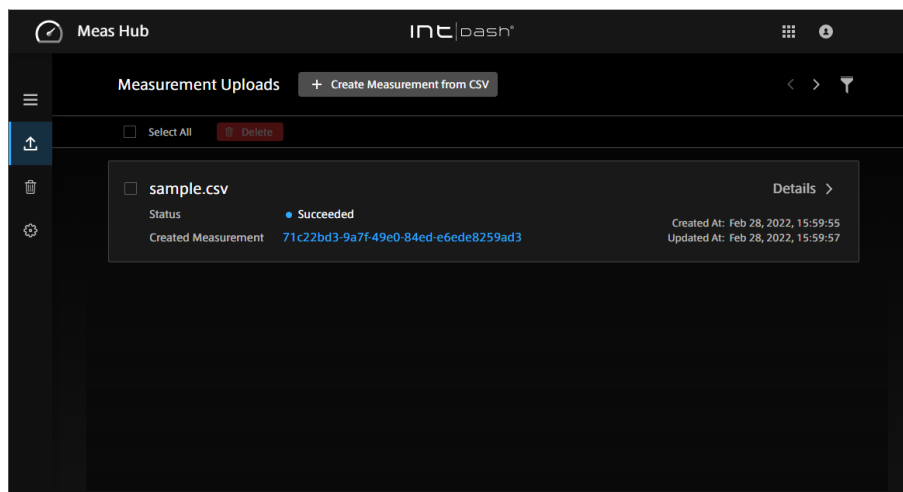 Meas Hub
INT|DASH®
Measurement Uploads
+ Create Measurement from CSV
Select All
Delete
sample.csv
Details >
Status
Succeeded
Created At: Feb 28, 2022, 15:59:55
Created Measurement 71c22bd3-9a7f-49e0-84ed-e6ede8259ad3
Updated At: Feb 28, 2022, 15:59:57